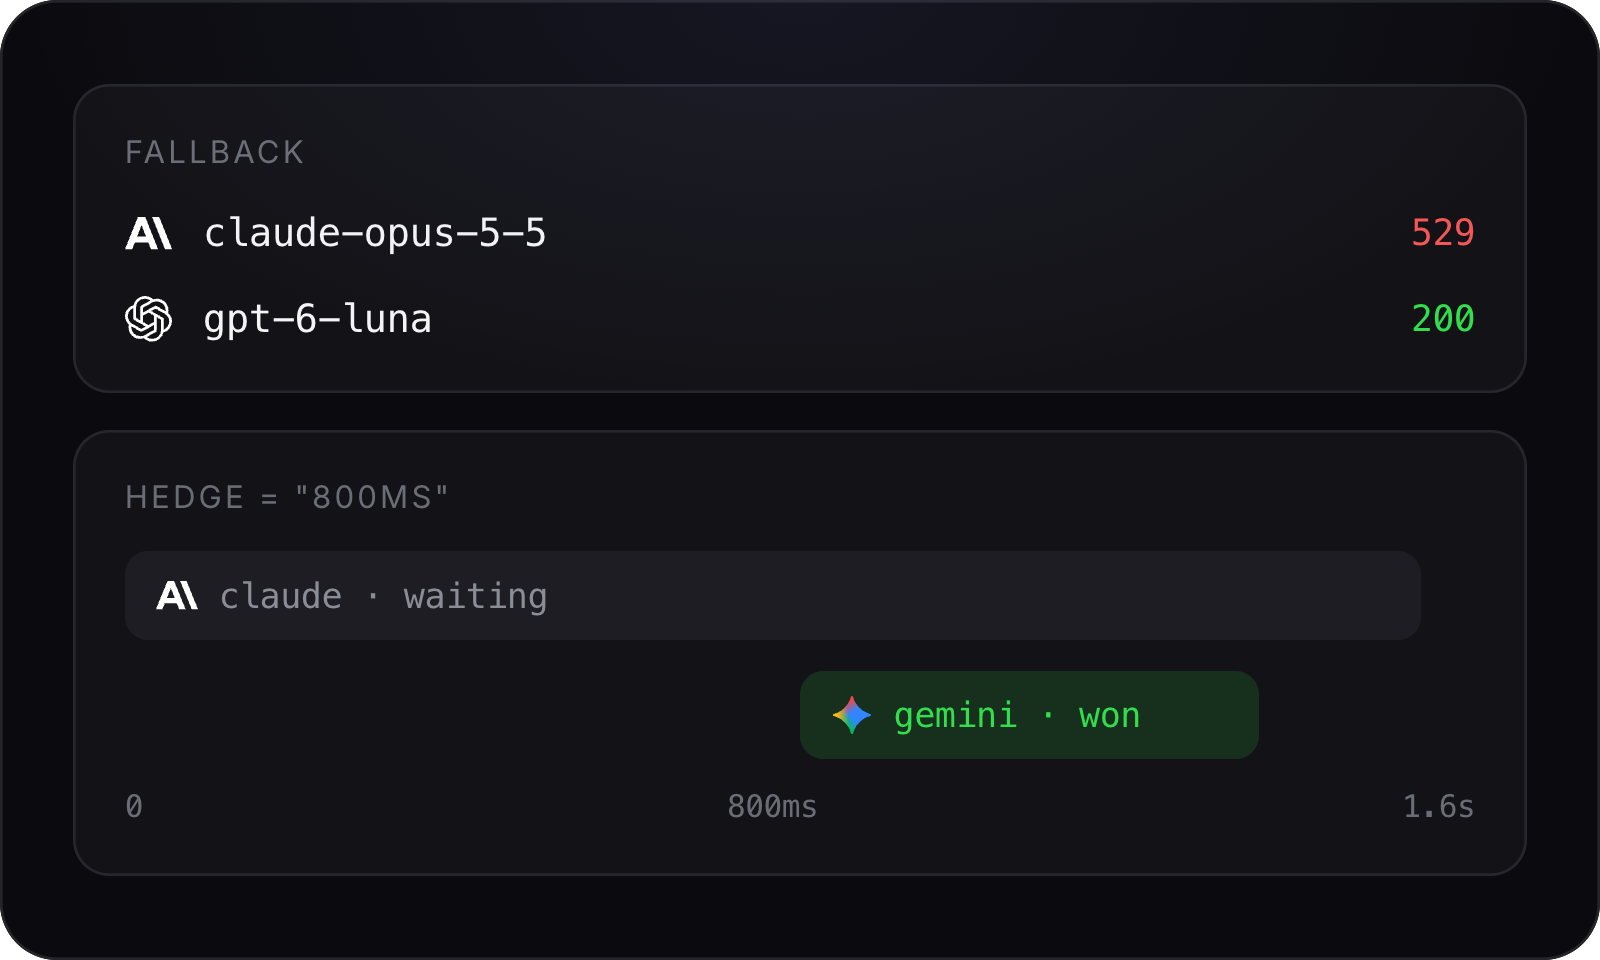 FALLBACK
claude-opus-5-5 529
gpt-6-luna 200
HEDGE = "800MS"
claude · waiting
gemini · won
0 800ms 1.6s